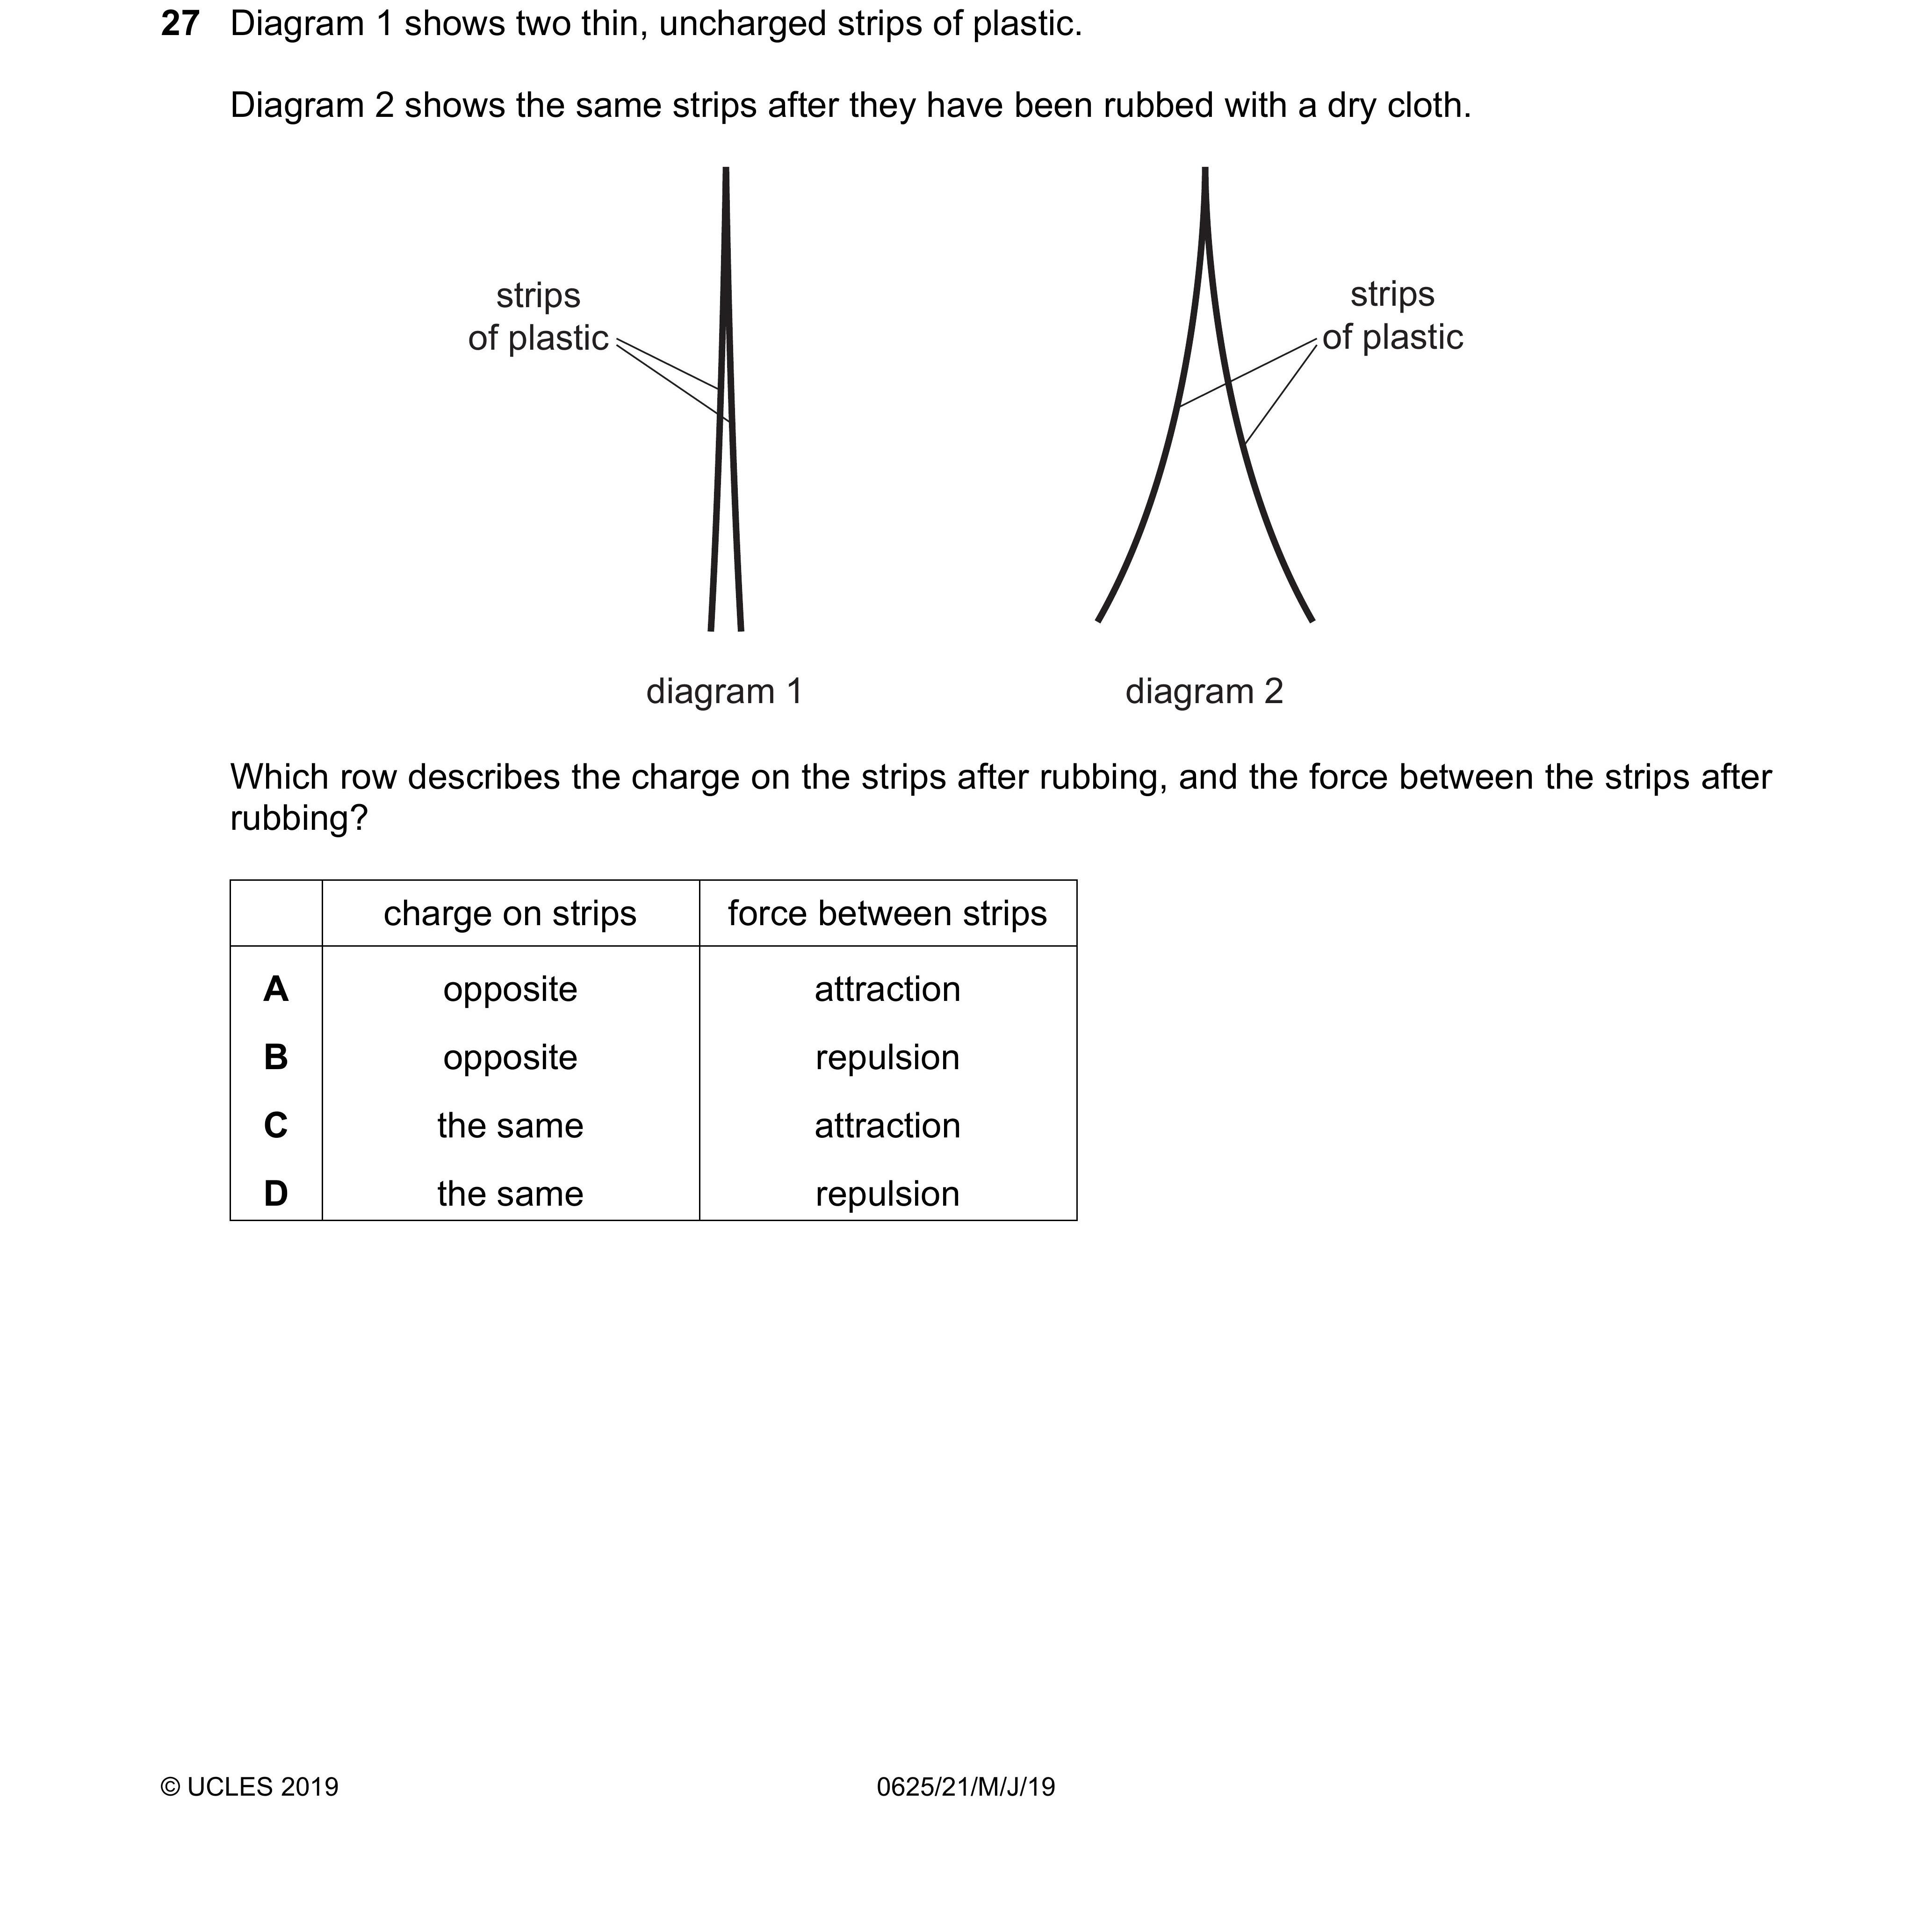 27 Diagram 1 shows two thin, uncharged strips of plastic.
Diagram 2 shows the same strips after they have been rubbed with a dry cloth.
strips
of plastic
strips
of plastic
diagram 1
diagram 2
Which row describes the charge on the strips after rubbing, and the force between the strips after
rubbing?
charge on strips force between strips
A opposite attraction
B opposite repulsion
C the same attraction
D the same repulsion
© UCLES 2019 0625/21/M/J/19